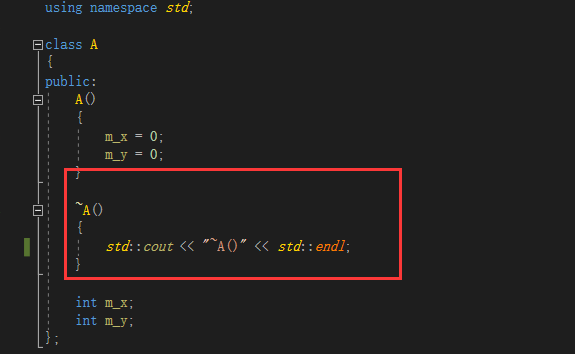 using namespace std;
class A
{
public:
A()
{
m_x = 0;
m_y = 0;
}
~A()
{
std::cout << "~A()" << std::endl;
}
int m_x;
int m_y;
};